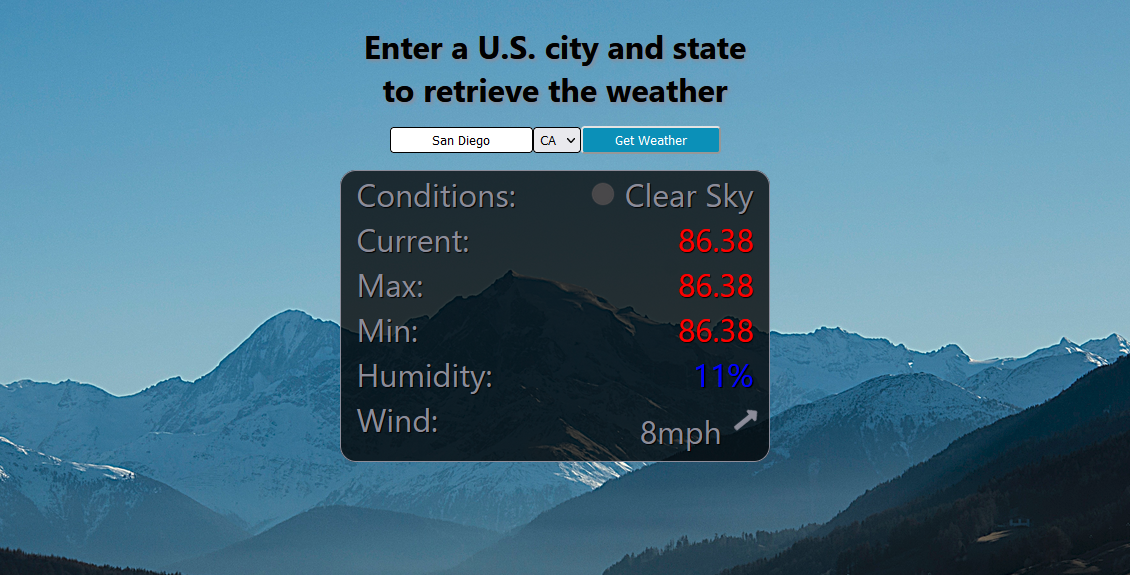 Enter a U.S. city and state
to retrieve the weather
San Diego CA Get Weather
Conditions: Clear Sky
Current: 86.38
Max: 86.38
Min: 86.38
Humidity: 11%
Wind: 8mph